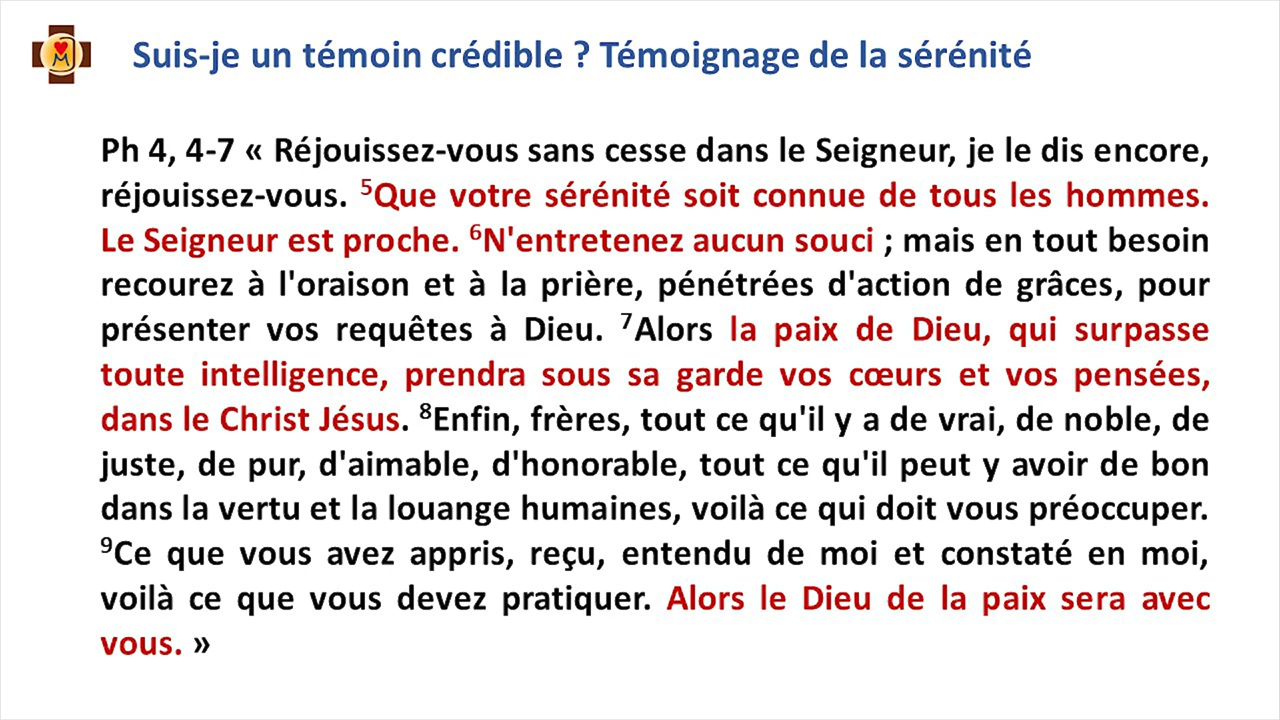 M
Suis-je un témoin crédible ? Témoignage de la sérénité
Ph 4, 4-7 « Réjouissez-vous sans cesse dans le Seigneur, je le dis encore,
réjouissez-vous. ⁵Que votre sérénité soit connue de tous les hommes.
Le Seigneur est proche. ⁶N'entretenez aucun souci ; mais en tout besoin
recourez à l'oraison et à la prière, pénétrées d'action de grâces, pour
présenter vos requêtes à Dieu. ⁷Alors la paix de Dieu, qui surpasse
toute intelligence, prendra sous sa garde vos cœurs et vos pensées,
dans le Christ Jésus. ⁸Enfin, frères, tout ce qu'il y a de vrai, de noble, de
juste, de pur, d'aimable, d'honorable, tout ce qu'il peut y avoir de bon
dans la vertu et la louange humaines, voilà ce qui doit vous préoccuper.
⁹Ce que vous avez appris, reçu, entendu de moi et constaté en moi,
voilà ce que vous devez pratiquer. Alors le Dieu de la paix sera avec
vous. »